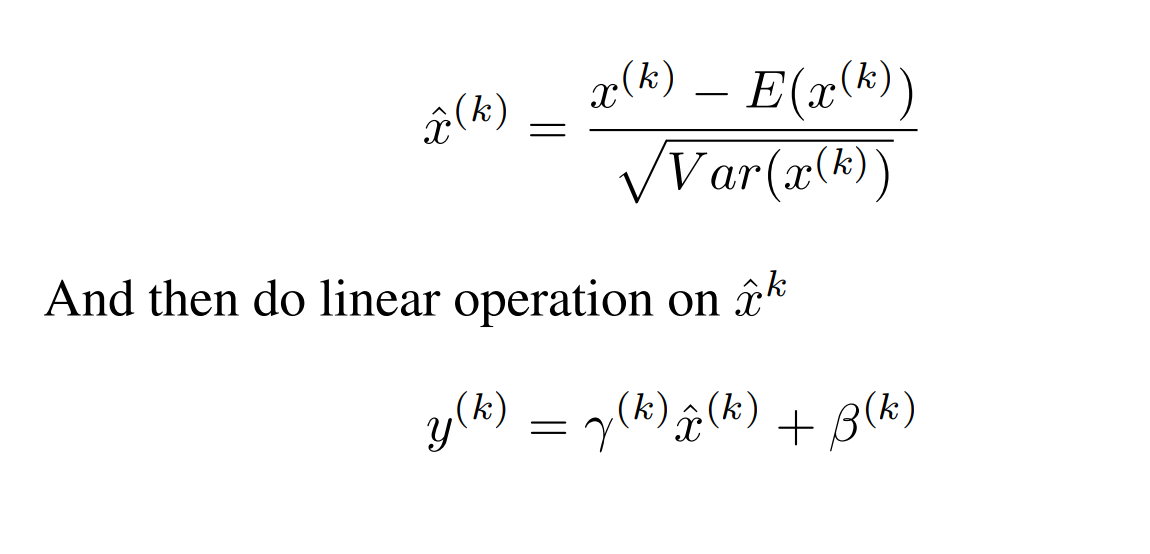 x̂^(k) = (x^(k) − E(x^(k))) / √Var(x^(k))
And then do linear operation on x̂^k
y^(k) = γ^(k) x̂^(k) + β^(k)